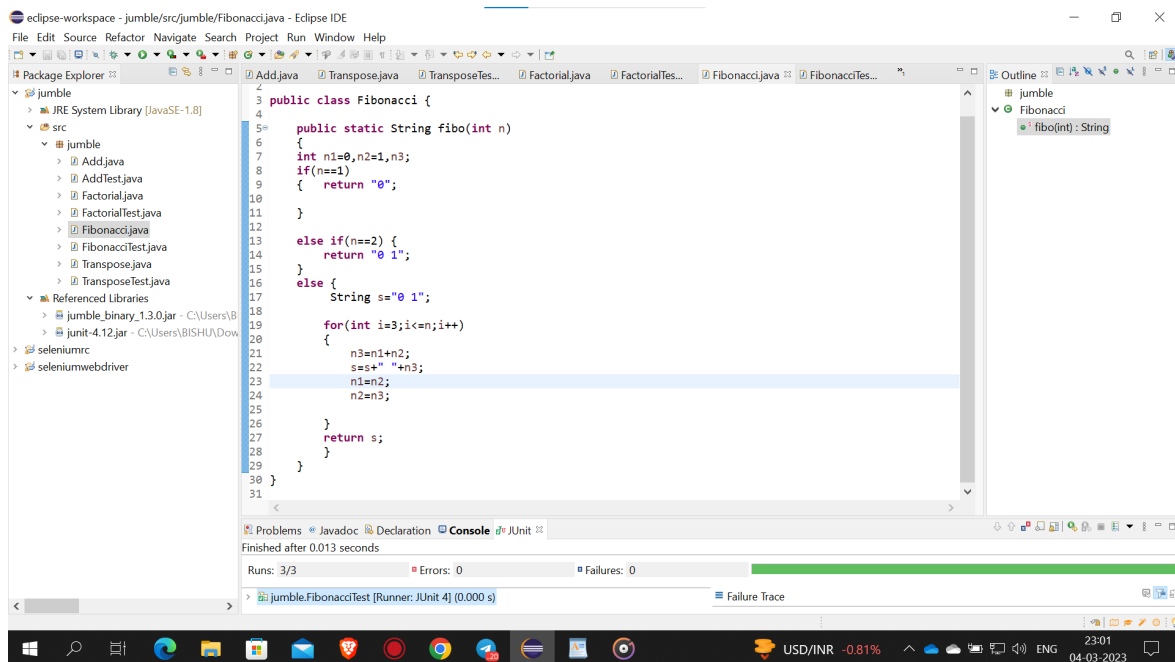 eclipse-workspace - jumble/src/jumble/Fibonacci.java - Eclipse IDE
File Edit Source Refactor Navigate Search Project Run Window Help
Package Explorer
jumble
JRE System Library [JavaSE-1.8]
src
jumble
Add.java
AddTest.java
Factorial.java
FactorialTest.java
Fibonacci.java
FibonacciTest.java
Transpose.java
TransposeTest.java
Referenced Libraries
jumble_binary_1.3.0.jar - C:\Users\B
junit-4.12.jar - C:\Users\BISHU\Dow
seleniumrc
seleniumwebdriver
Add.java Transpose.java TransposeTes... Factorial.java FactorialTes... Fibonacci.java FibonacciTes...
2
3 public class Fibonacci {
4
5 public static String fibo(int n)
6 {
7 int n1=0,n2=1,n3;
8 if(n==1)
9 { return "0";
10
11 }
12
13 else if(n==2) {
14 return "0 1";
15 }
16 else {
17 String s="0 1";
18
19 for(int i=3;i<=n;i++)
20 {
21 n3=n1+n2;
22 s=s+" "+n3;
23 n1=n2;
24 n2=n3;
25
26 }
27 return s;
28 }
29 }
30 }
31
Outline
jumble
Fibonacci
fibo(int) : String
Problems Javadoc Declaration Console JUnit
Finished after 0.013 seconds
Runs: 3/3 Errors: 0 Failures: 0
jumble.FibonacciTest [Runner: JUnit 4] (0.000 s)
Failure Trace
20
USD/INR -0.81%
ENG
23:01
04-03-2023